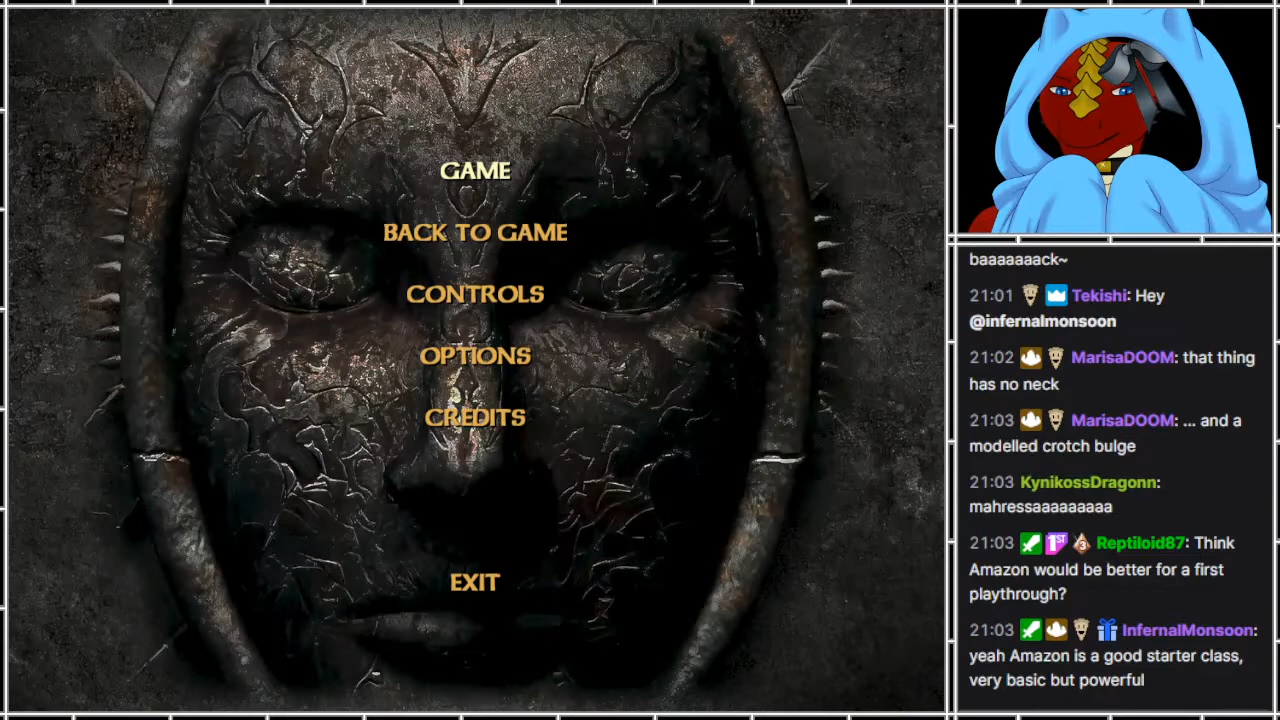 GAME
BACK TO GAME
CONTROLS
OPTIONS
CREDITS
EXIT
baaaaaaack~
21:01 Tekishi: Hey
@infernalmonsoon
21:02 MarisaDOOM: that thing
has no neck
21:03 MarisaDOOM: ... and a
modelled crotch bulge
21:03 KynikossDragonn:
mahressaaaaaaaaa
21:03 1ST 3 Reptiloid87: Think
Amazon would be better for a first
playthrough?
21:03 InfernalMonsoon:
yeah Amazon is a good starter class,
very basic but powerful